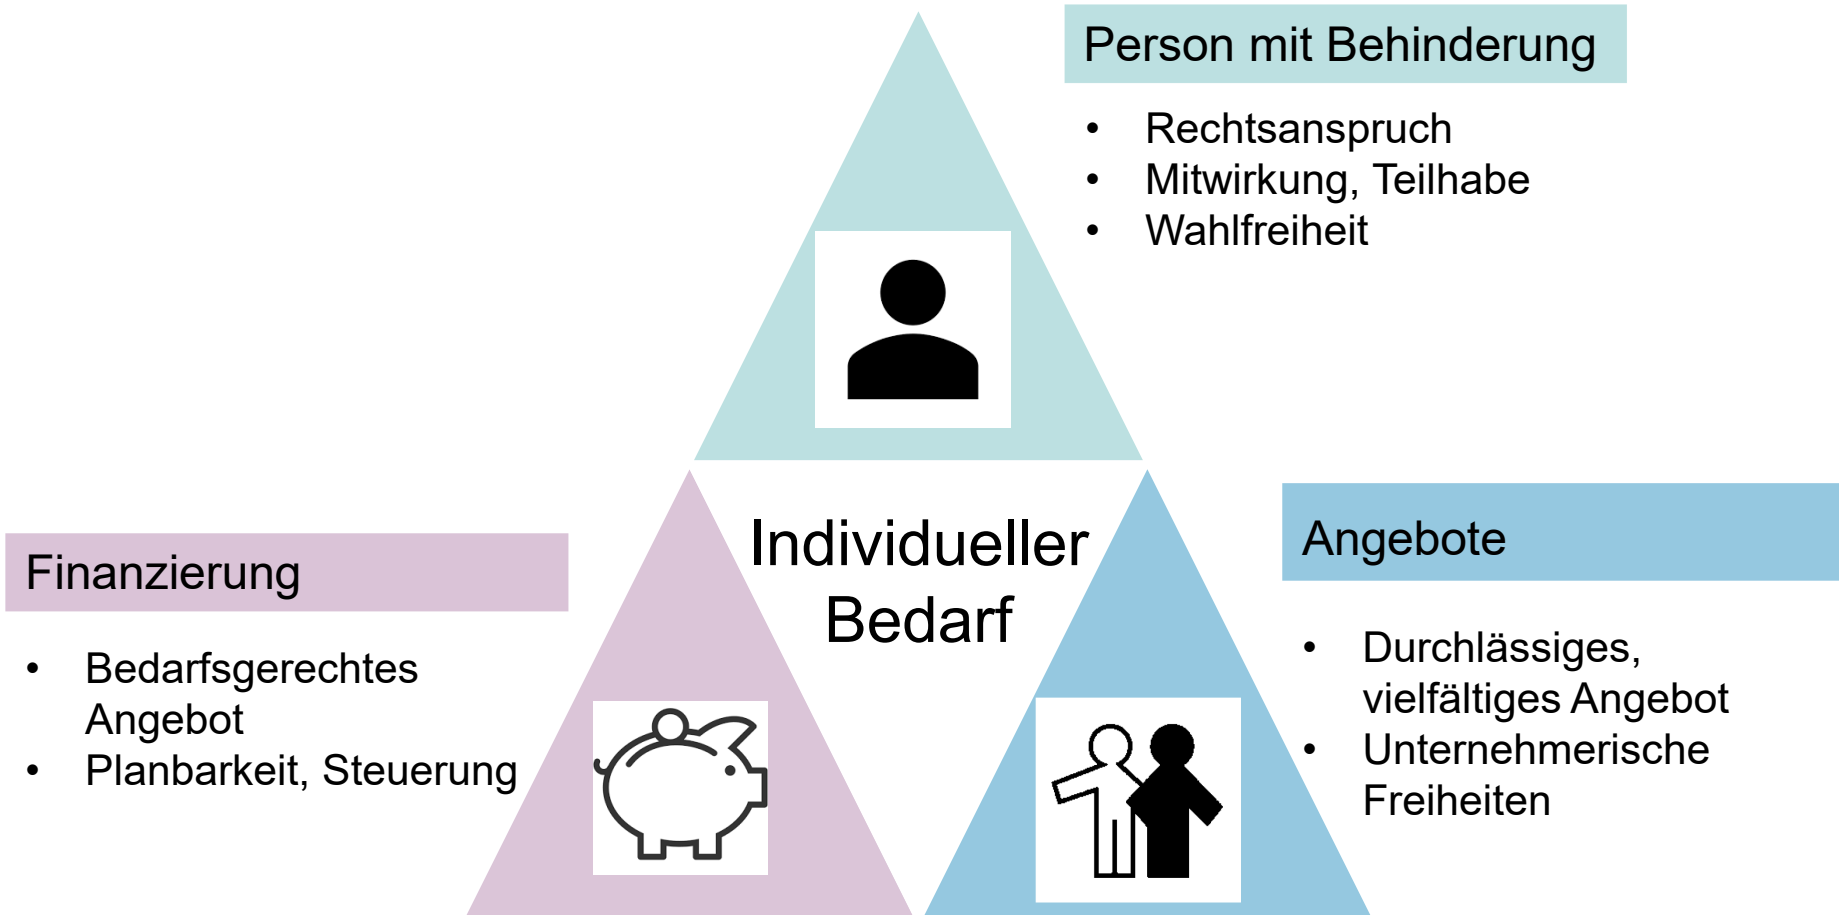 Person mit Behinderung
• Rechtsanspruch
• Mitwirkung, Teilhabe
• Wahlfreiheit
Individueller
Bedarf
Finanzierung
• Bedarfsgerechtes
Angebot
• Planbarkeit, Steuerung
Angebote
• Durchlässiges,
vielfältiges Angebot
• Unternehmerische
Freiheiten